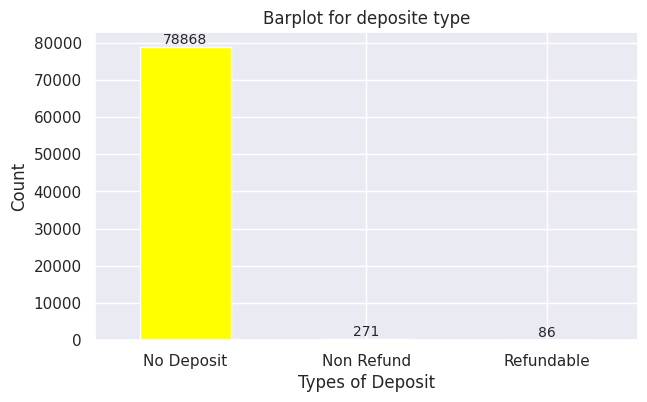 Barplot for deposite type
78868
271
86
80000
70000
60000
50000
40000
30000
20000
10000
0
Count
No Deposit
Non Refund
Refundable
Types of Deposit